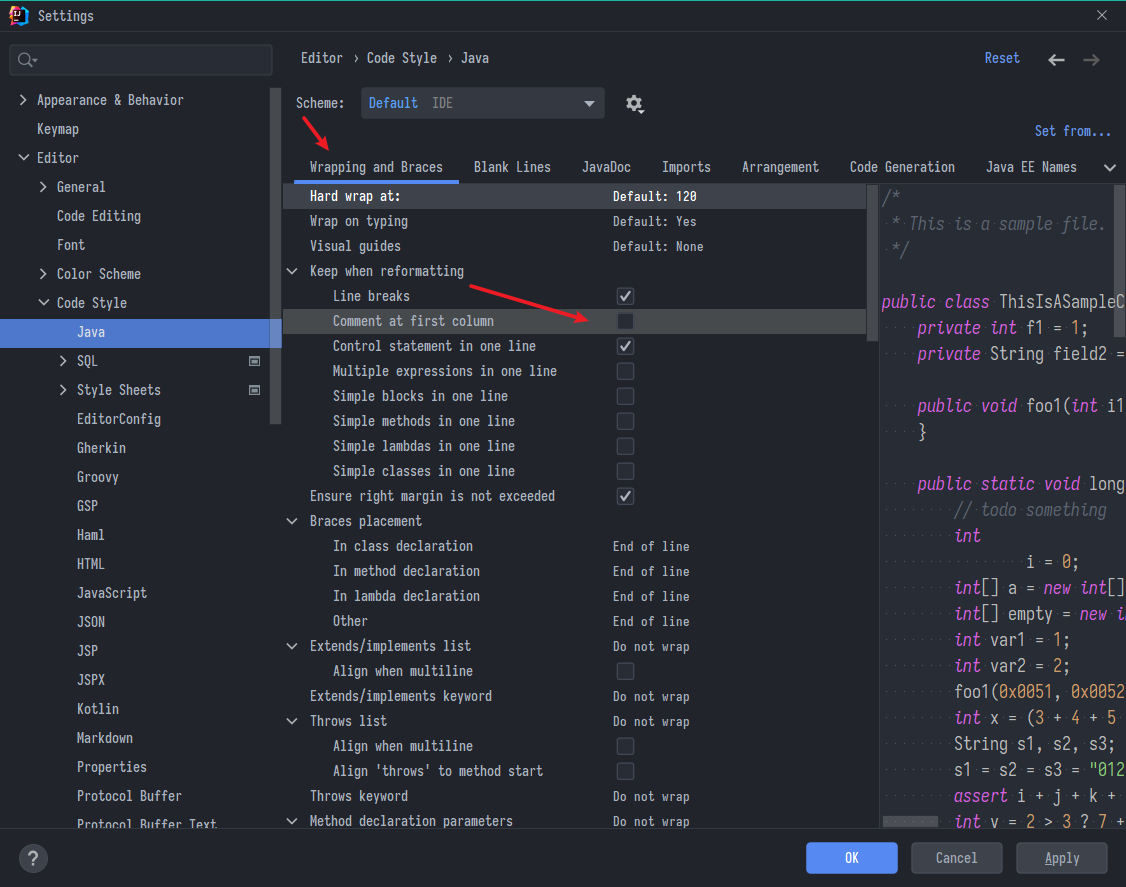 Settings
Editor › Code Style › Java
Reset
Scheme: Default IDE
Set from...
Appearance & Behavior
Keymap
Editor
General
Code Editing
Font
Color Scheme
Code Style
Java
SQL
Style Sheets
EditorConfig
Gherkin
Groovy
GSP
Haml
HTML
JavaScript
JSON
JSP
JSPX
Kotlin
Markdown
Properties
Protocol Buffer
Protocol Buffer Text
Wrapping and Braces Blank Lines JavaDoc Imports Arrangement Code Generation Java EE Names
Hard wrap at: Default: 120
Wrap on typing Default: Yes
Visual guides Default: None
Keep when reformatting
Line breaks
Comment at first column
Control statement in one line
Multiple expressions in one line
Simple blocks in one line
Simple methods in one line
Simple lambdas in one line
Simple classes in one line
Ensure right margin is not exceeded
Braces placement
In class declaration End of line
In method declaration End of line
In lambda declaration End of line
Other End of line
Extends/implements list Do not wrap
Align when multiline
Extends/implements keyword Do not wrap
Throws list Do not wrap
Align when multiline
Align 'throws' to method start
Throws keyword Do not wrap
Method declaration parameters Do not wrap
/*
* This is a sample file.
*/
public class ThisIsASampleC
private int f1 = 1;
private String field2 =
public void foo1(int i1
}
public static void long
// todo something
int
i = 0;
int[] a = new int[]
int[] empty = new i
int var1 = 1;
int var2 = 2;
foo1(0x0051, 0x0052
int x = (3 + 4 + 5
String s1, s2, s3;
s1 = s2 = s3 = "012
assert i + j + k +
int y = 2 > 3 ? 7 +
?
OK
Cancel
Apply